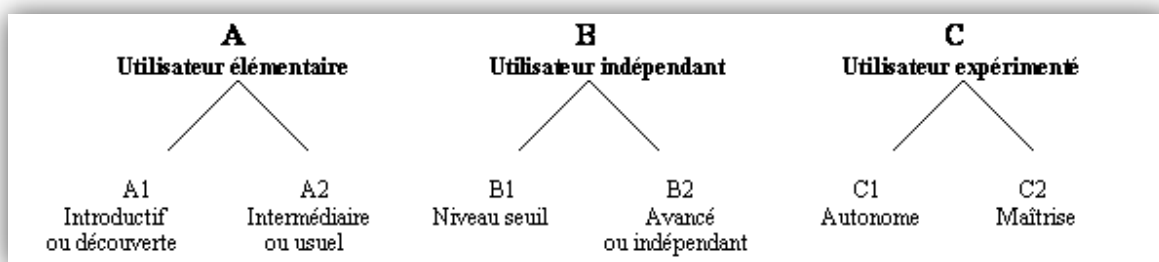 A B C
Utilisateur élémentaire Utilisateur indépendant Utilisateur expérimenté
A1 A2 B1 B2 C1 C2
Introductif Intermédiaire Niveau seuil Avancé Autonome Maîtrise
ou découverte ou usuel ou indépendant